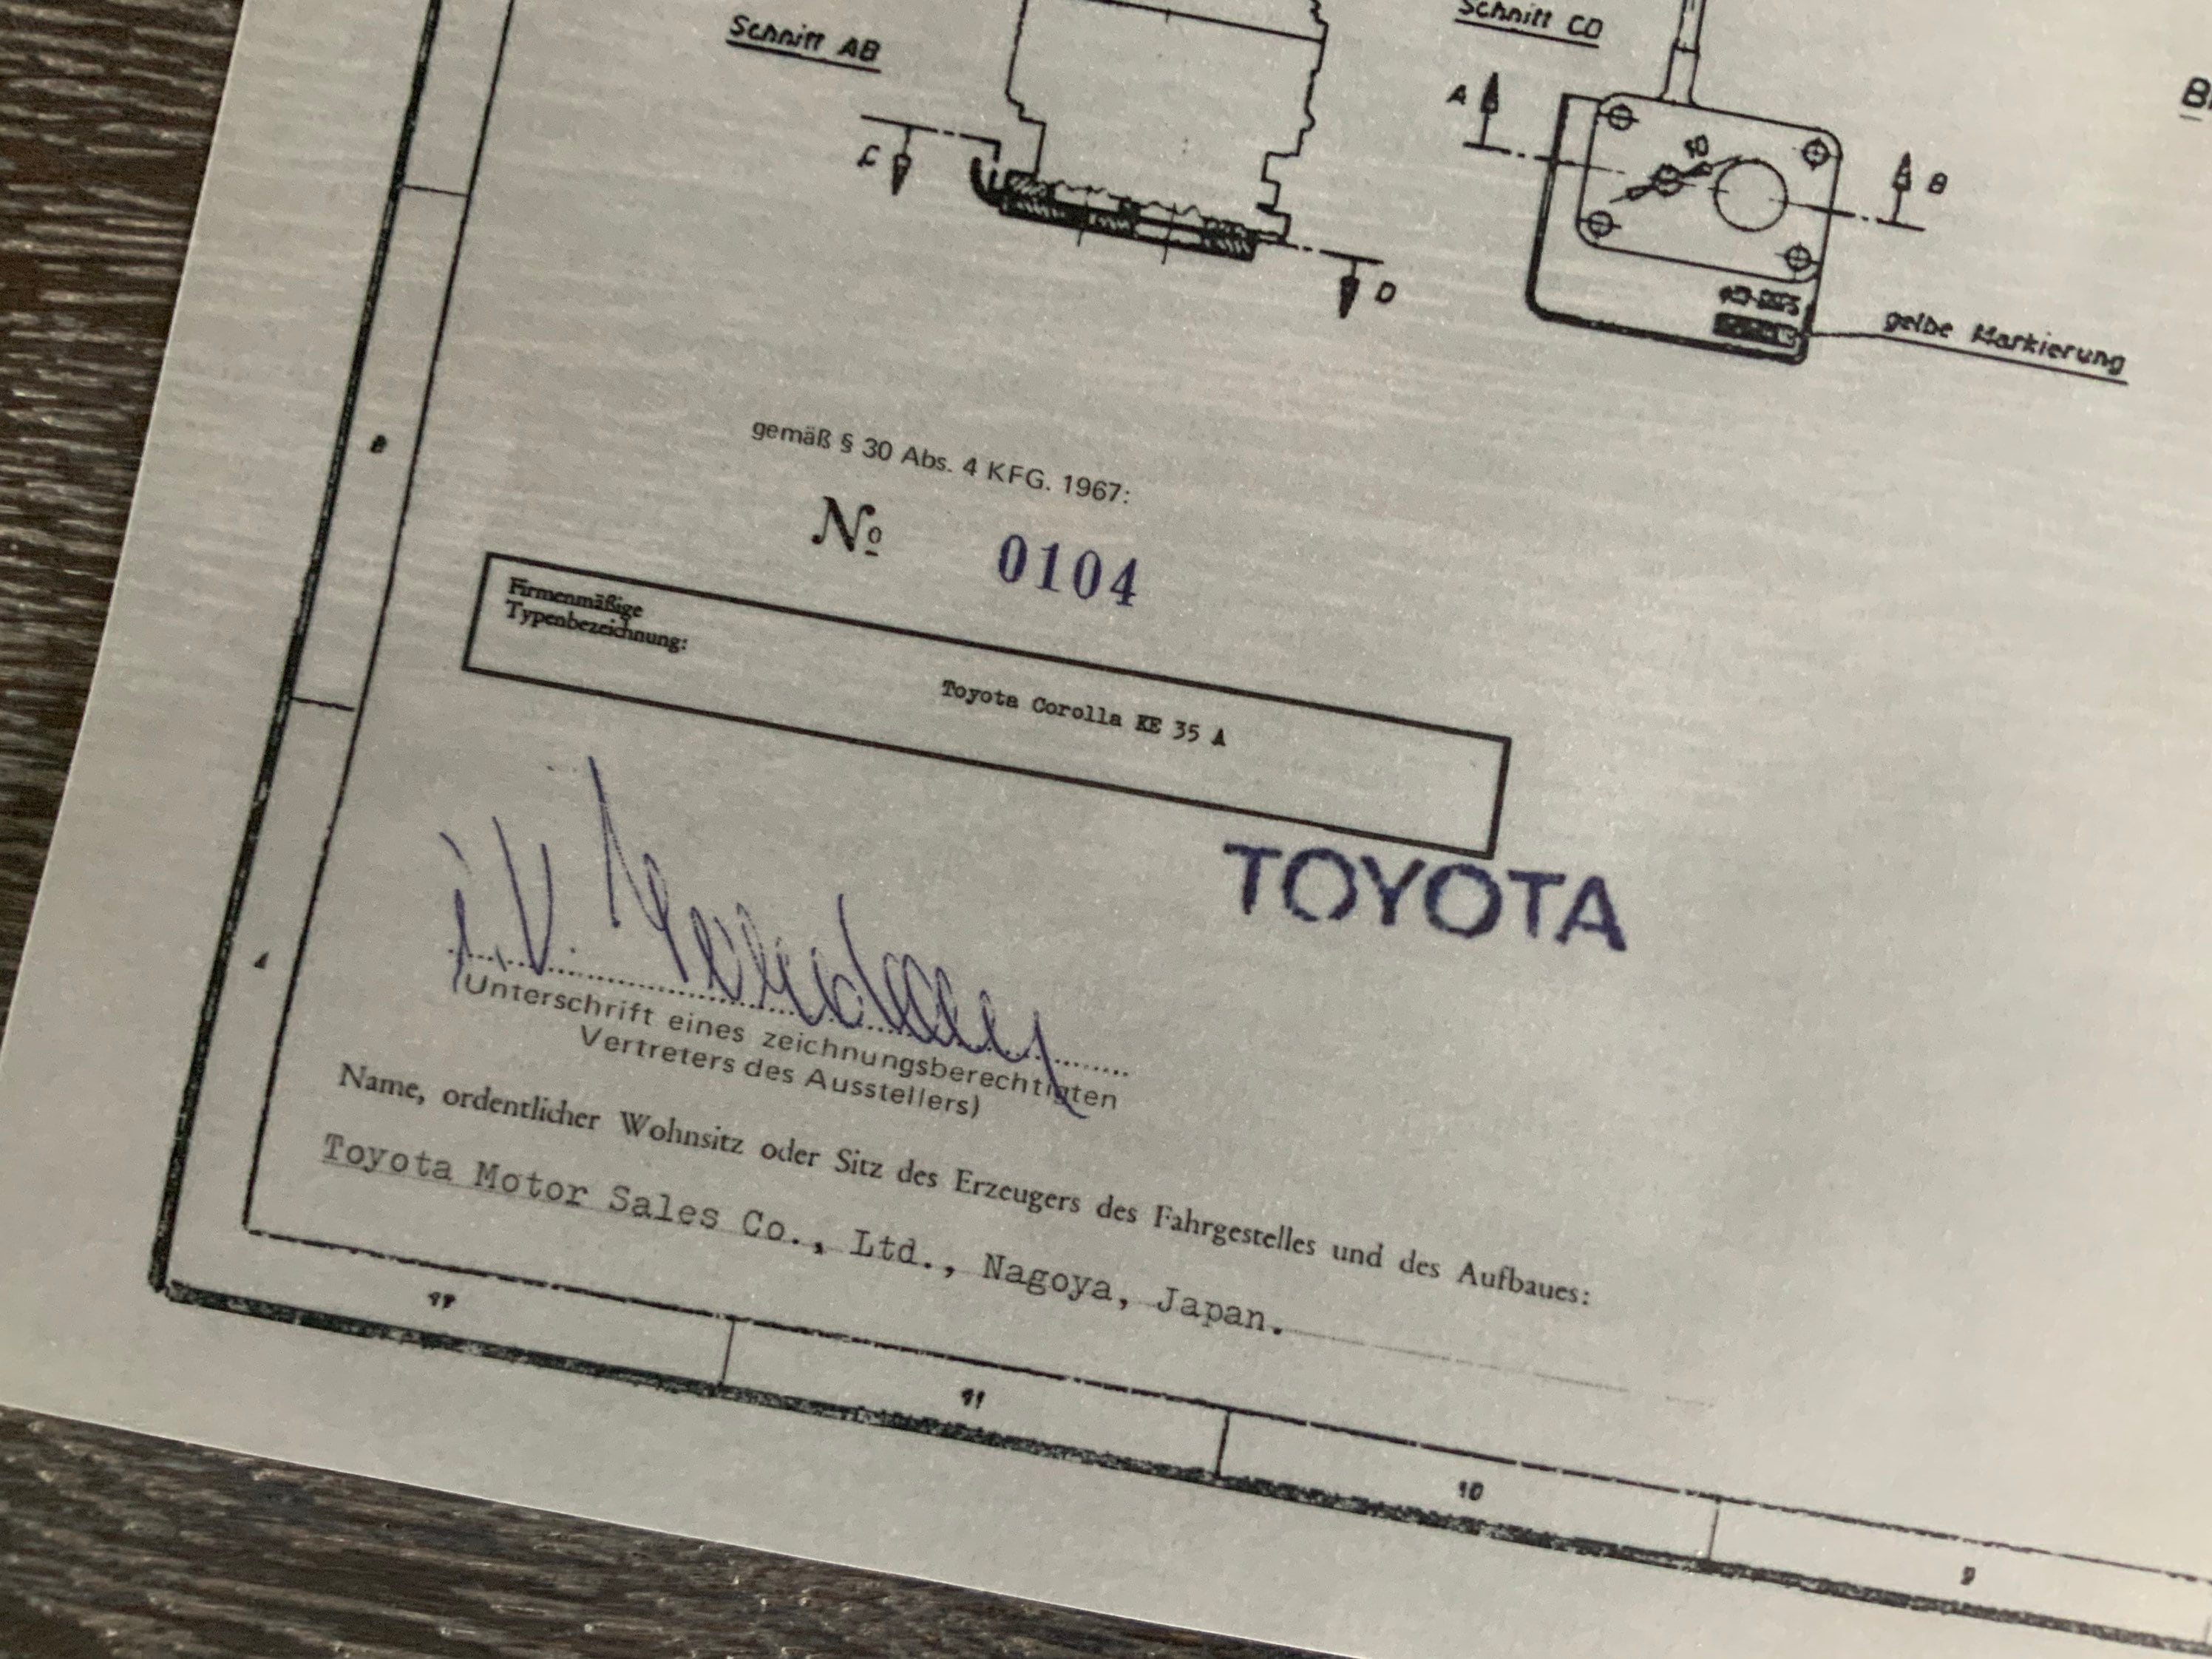 Schnitt AB
Schnitt CD
C
D
A
B
10
gelbe Markierung
B
gemäß § 30 Abs. 4 KFG. 1967:
No 0104
Firmenmäßige
Typenbezeichnung:
Toyota Corolla KE 35 A
TOYOTA
i.V.
(Unterschrift eines zeichnungsberechtigten
Vertreters des Ausstellers)
A
Name, ordentlicher Wohnsitz oder Sitz des Erzeugers des Fahrgestelles und des Aufbaues:
Toyota Motor Sales Co., Ltd., Nagoya, Japan.
11
10
9